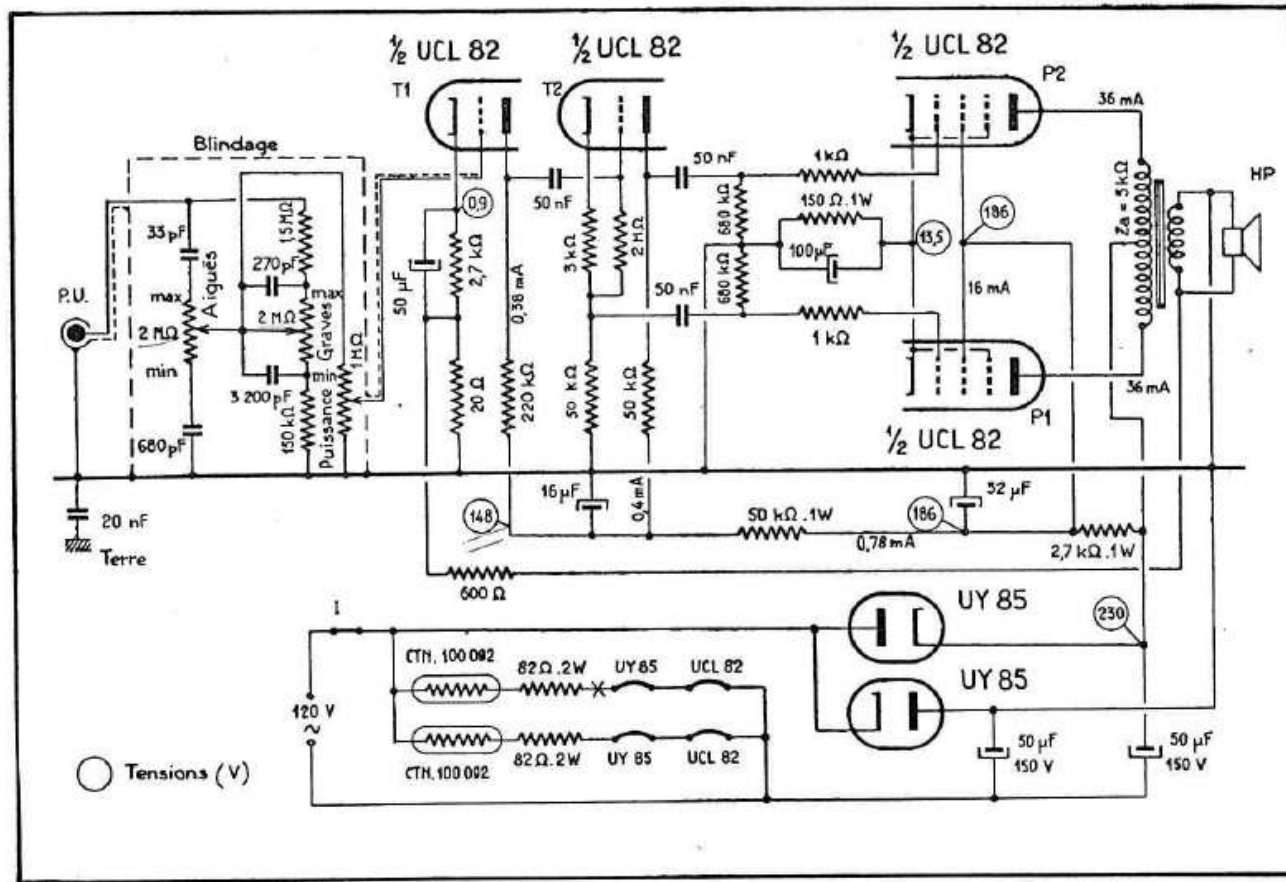 ½ UCL 82
½ UCL 82
½ UCL 82
T1
T2
P2
36 mA
Blindage
50 nF
1 kΩ
HP
0,9
50 nF
680 kΩ
150 Ω.1W
186
Za = 5 kΩ
33 pF
1,5 MΩ
2,7 kΩ
3 kΩ
2 MΩ
100 µF
13,5
P.U.
270 pF
50 µF
0,38 mA
50 nF
680 kΩ
16 mA
max
Aiguës
max
2 MΩ
2 MΩ
Graves
1 MΩ
1 kΩ
min
min
3 200 pF
20 Ω
220 kΩ
50 kΩ
50 kΩ
36 mA
P1
680 pF
150 kΩ
Puissance
½ UCL 82
16 µF
0,4 mA
32 µF
20 nF
148
50 kΩ.1W
186
0,78 mA
2,7 kΩ.1W
Terre
600 Ω
UY 85
I
230
CTN. 100 092
82 Ω.2W
UY 85
UCL 82
UY 85
120 V
~
50 µF
150 V
50 µF
150 V
CTN. 100 092
82 Ω.2W
UY 85
UCL 82
Tensions (V)